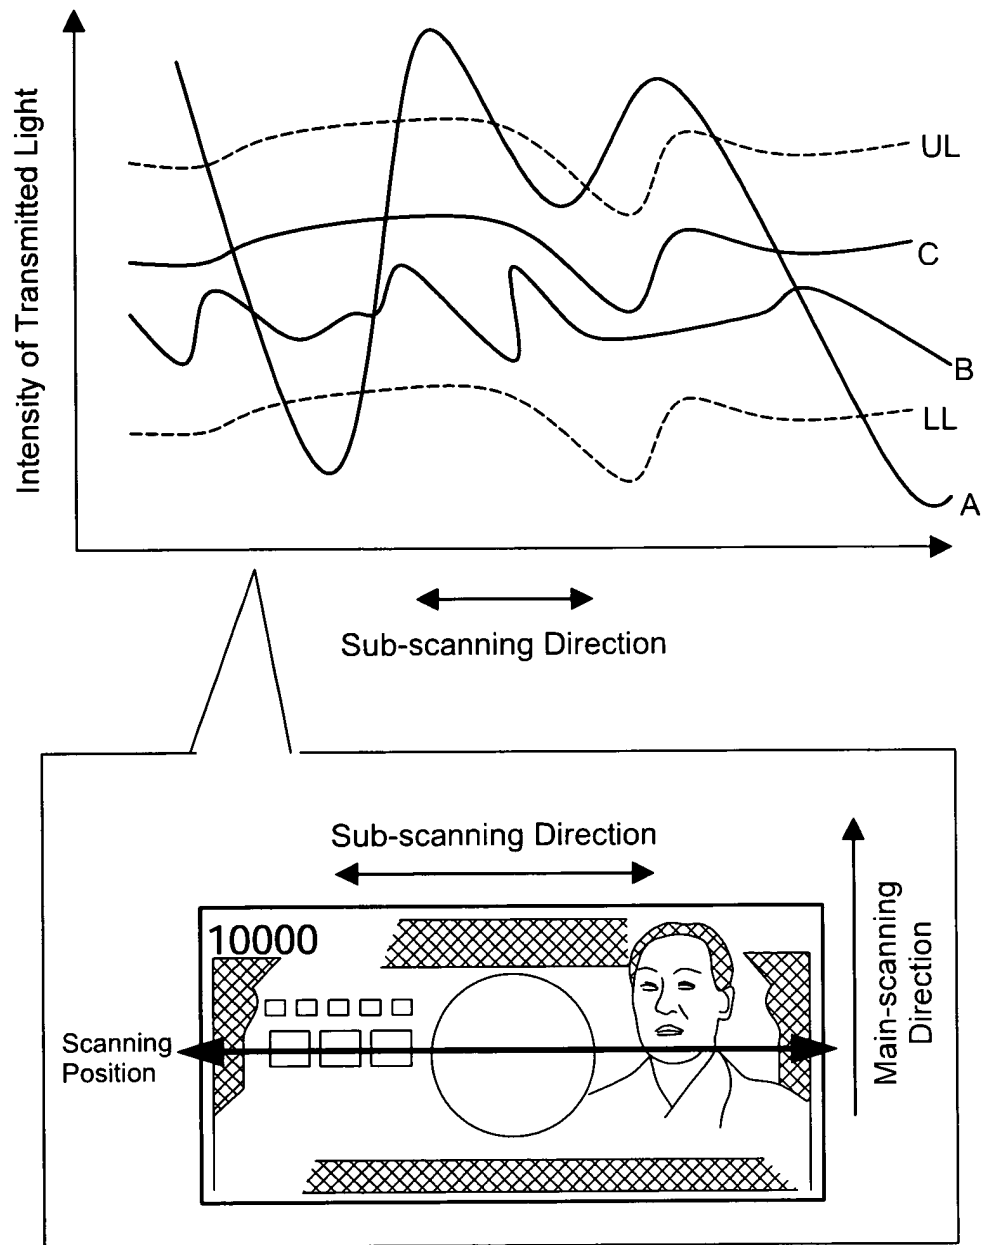 Intensity of Transmitted Light
UL
C
B
LL
A
Sub-scanning Direction
Sub-scanning Direction
10000
Scanning
Position
Main-scanning
Direction